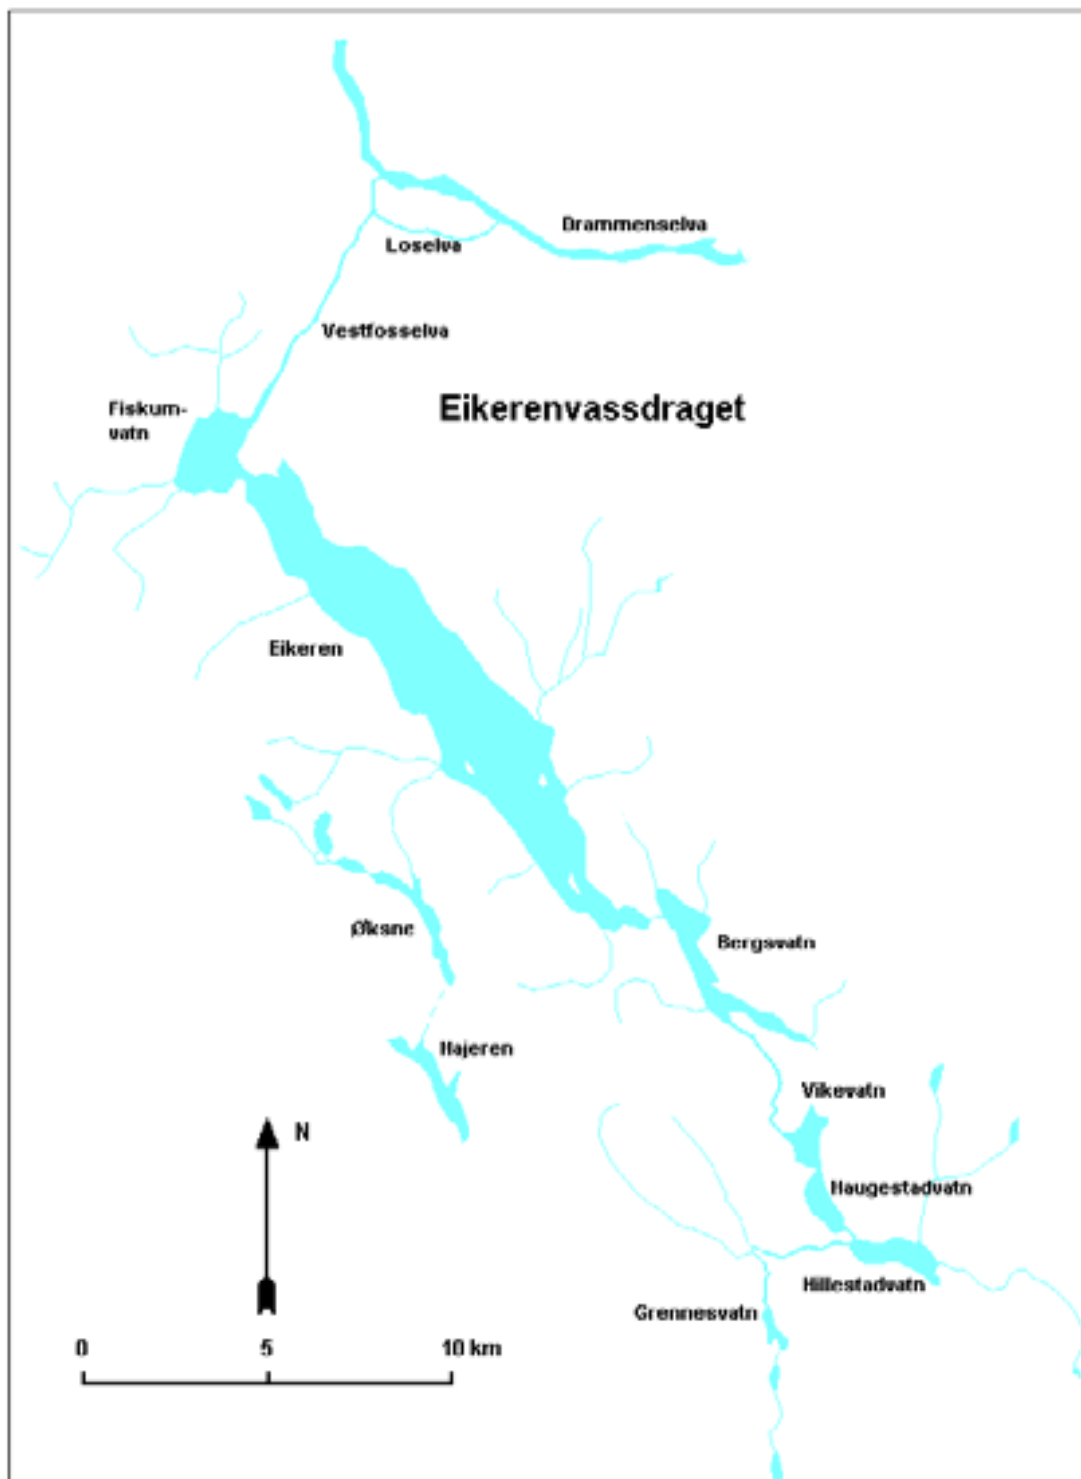 Drammenselva
Loselva
Vestfosselva
Fiskum-
vatn
Eikerenvassdraget
Eikeren
Øksne
Bergsvatn
Hajeren
Vikevatn
N
Haugestadvatn
Hillestadvatn
Grennesvatn
0 5 10 km